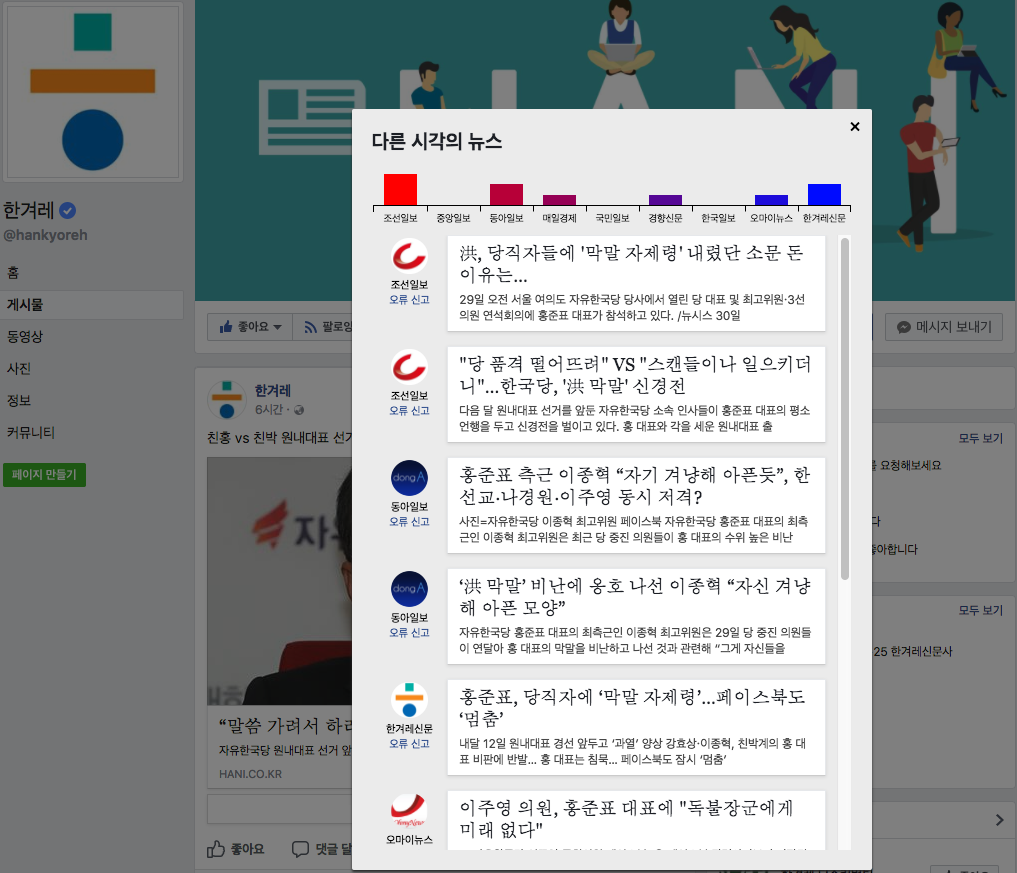 한겨레
@hankyoreh
홈
게시물
동영상
사진
정보
커뮤니티
페이지 만들기
좋아요
팔로잉
메시지 보내기
한겨레
6시간
친홍 vs 친박 원내대표 선거
“말씀 가려서 하라
자유한국당 원내대표 선거 앞
HANI.CO.KR
좋아요
댓글 달
다른 시각의 뉴스
조선일보 중앙일보 동아일보 매일경제 국민일보 경향신문 한국일보 오마이뉴스 한겨레신문
조선일보
오류 신고
洪, 당직자들에 '막말 자제령' 내렸단 소문 돈
이유는...
29일 오전 서울 여의도 자유한국당 당사에서 열린 당 대표 및 최고위원·3선
의원 연석회의에 홍준표 대표가 참석하고 있다. /뉴시스 30일
조선일보
오류 신고
"당 품격 떨어뜨려" VS "스캔들이나 일으키더
니"...한국당, '洪 막말' 신경전
다음 달 원내대표 선거를 앞둔 자유한국당 소속 인사들이 홍준표 대표의 평소
언행을 두고 신경전을 벌이고 있다. 홍 대표와 각을 세운 원내대표 출
dongA
동아일보
오류 신고
홍준표 측근 이종혁 “자기 겨냥해 아픈듯”, 한
선교·나경원·이주영 동시 저격?
사진=자유한국당 이종혁 최고위원 페이스북 자유한국당 홍준표 대표의 최측
근인 이종혁 최고위원은 최근 당 중진 의원들이 홍 대표의 수위 높은 비난
dongA
동아일보
오류 신고
‘洪 막말’ 비난에 옹호 나선 이종혁 “자신 겨냥
해 아픈 모양”
자유한국당 홍준표 대표의 최측근인 이종혁 최고위원은 29일 당 중진 의원들
이 연달아 홍 대표의 막말을 비난하고 나선 것과 관련해 “그게 자신들을
한겨레신문
오류 신고
홍준표, 당직자에 ‘막말 자제령’...페이스북도
‘멈춤’
내달 12일 원내대표 경선 앞두고 ‘과열’ 양상 강효상·이종혁, 친박계의 홍 대
표 비판에 반발... 홍 대표는 침묵... 페이스북도 잠시 ‘멈춤’
오마이뉴스
이주영 의원, 홍준표 대표에 "독불장군에게
미래 없다"
모두 보기
를 요청해보세요
다
좋아합니다
모두 보기
25 한겨레신문사